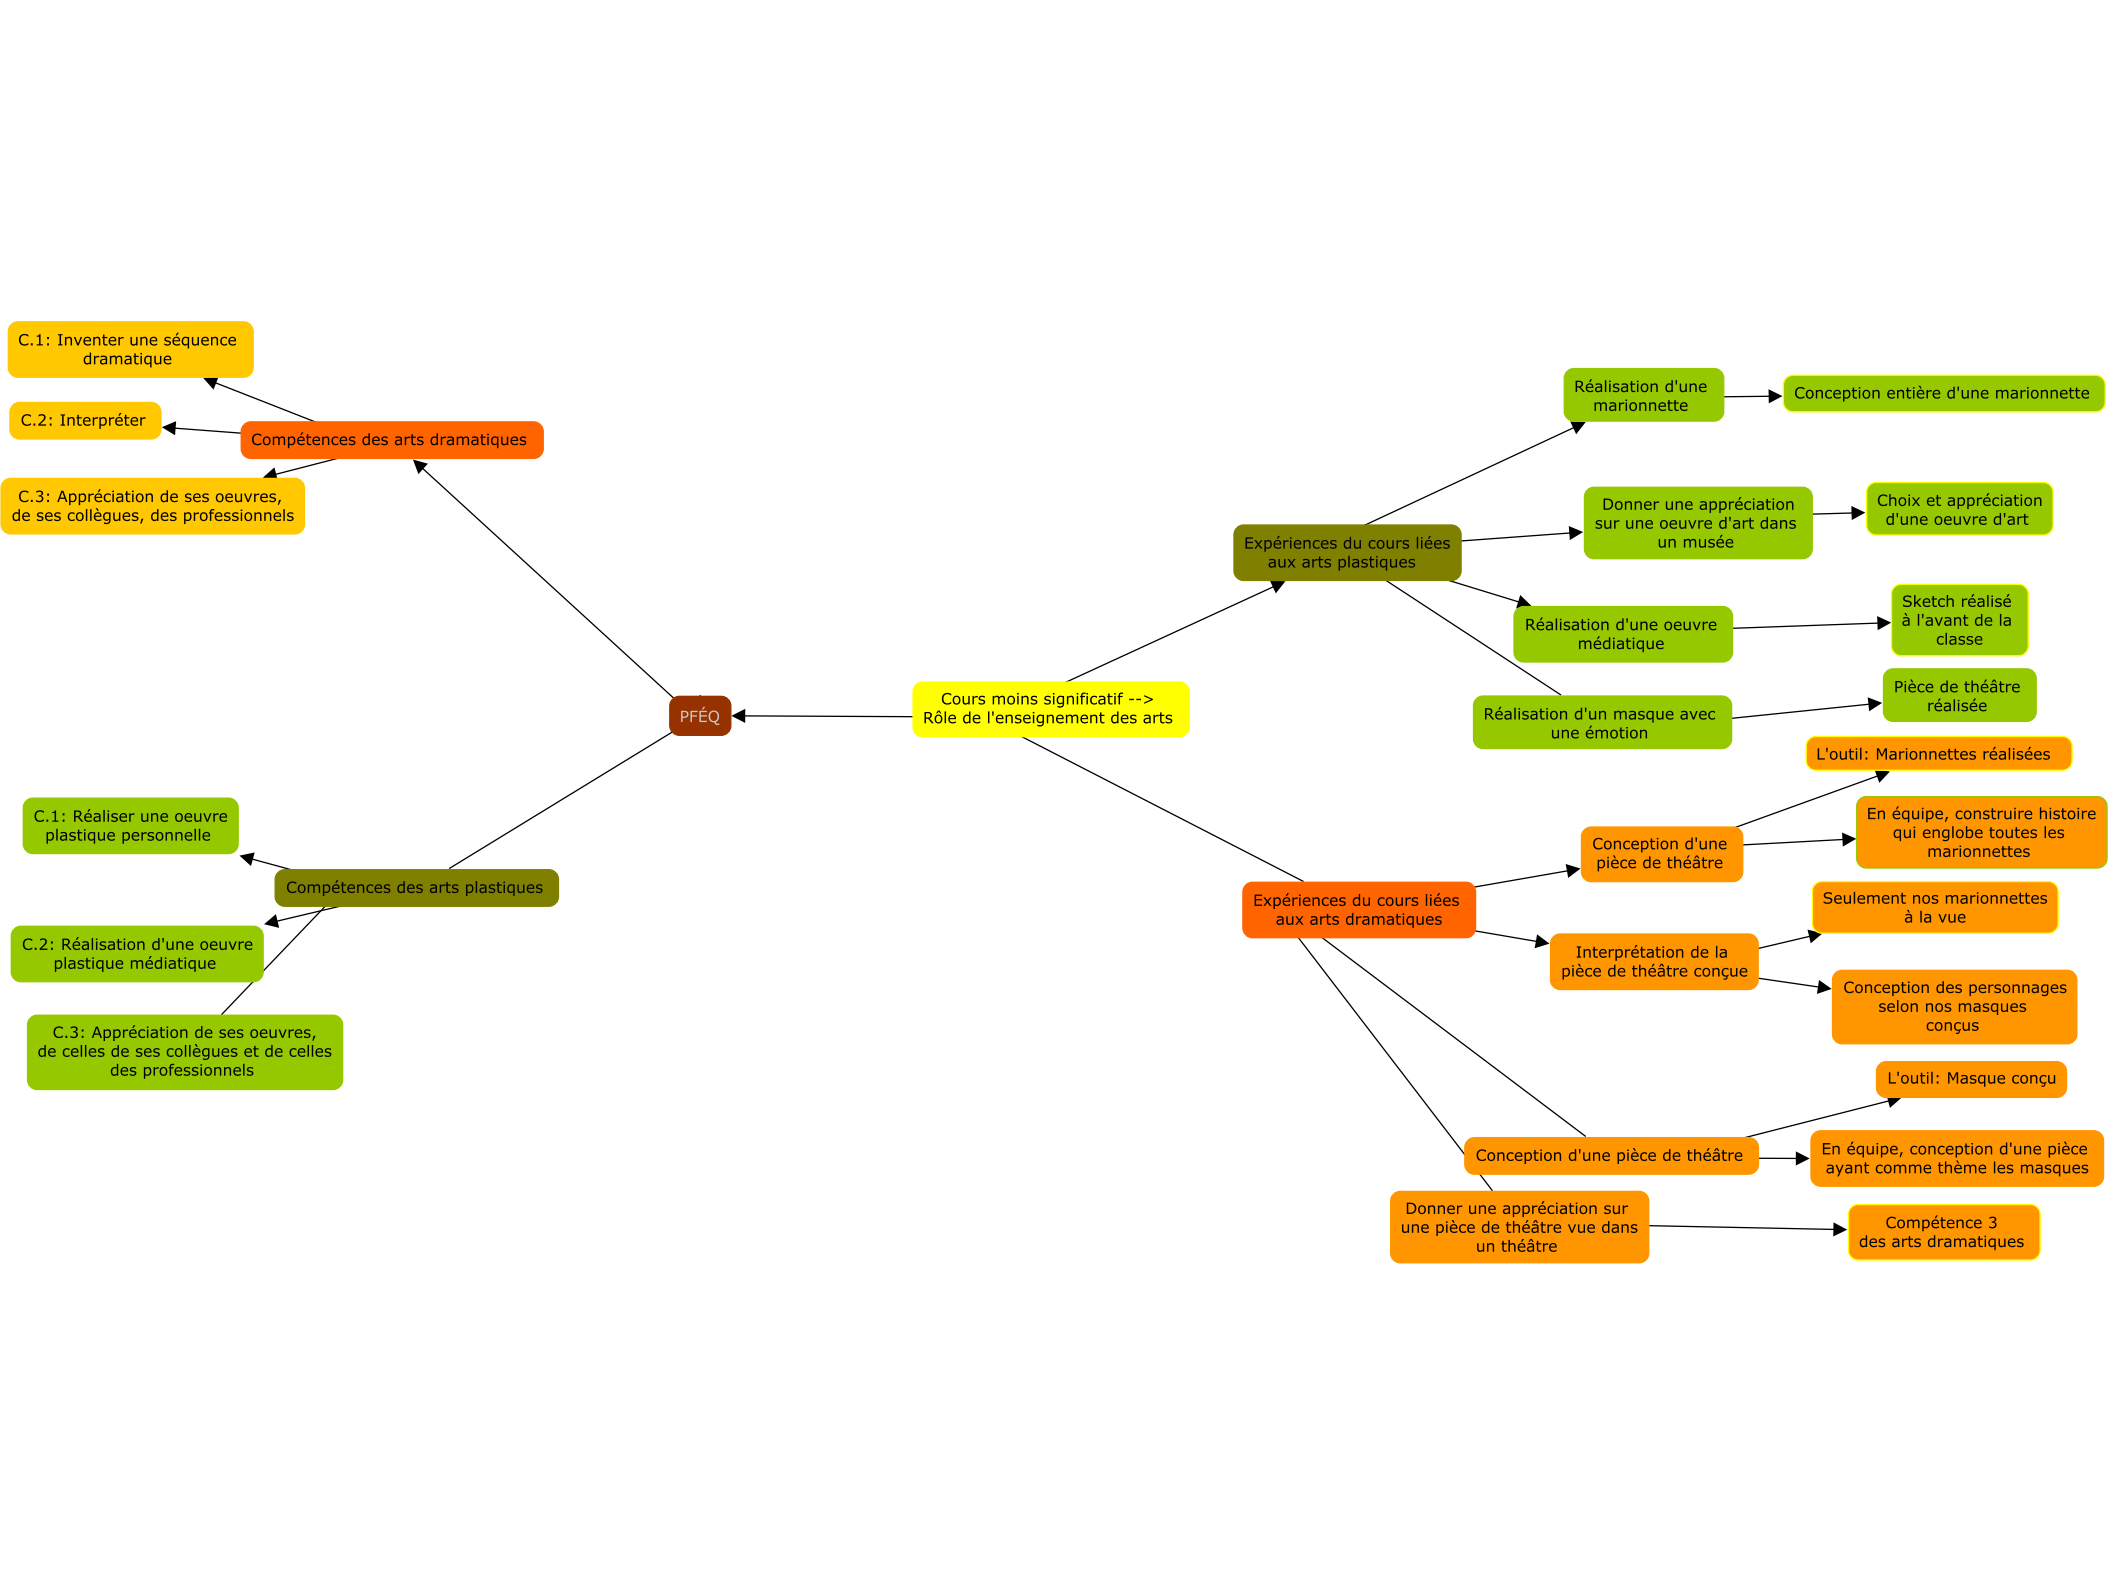 C.1: Inventer une séquence
dramatique
C.2: Interpréter
Compétences des arts dramatiques
C.3: Appréciation de ses oeuvres,
de ses collègues, des professionnels
PFÉQ
Cours moins significatif -->
Rôle de l'enseignement des arts
C.1: Réaliser une oeuvre
plastique personnelle
Compétences des arts plastiques
C.2: Réalisation d'une oeuvre
plastique médiatique
C.3: Appréciation de ses oeuvres,
de celles de ses collègues et de celles
des professionnels
Expériences du cours liées
aux arts plastiques
Réalisation d'une
marionnette
Conception entière d'une marionnette
Donner une appréciation
sur une oeuvre d'art dans
un musée
Choix et appréciation
d'une oeuvre d'art
Réalisation d'une oeuvre
médiatique
Sketch réalisé
à l'avant de la
classe
Réalisation d'un masque avec
une émotion
Pièce de théâtre
réalisée
Expériences du cours liées
aux arts dramatiques
Conception d'une
pièce de théâtre
L'outil: Marionnettes réalisées
En équipe, construire histoire
qui englobe toutes les
marionnettes
Interprétation de la
pièce de théâtre conçue
Seulement nos marionnettes
à la vue
Conception des personnages
selon nos masques
conçus
Conception d'une pièce de théâtre
L'outil: Masque conçu
En équipe, conception d'une pièce
ayant comme thème les masques
Donner une appréciation sur
une pièce de théâtre vue dans
un théâtre
Compétence 3
des arts dramatiques